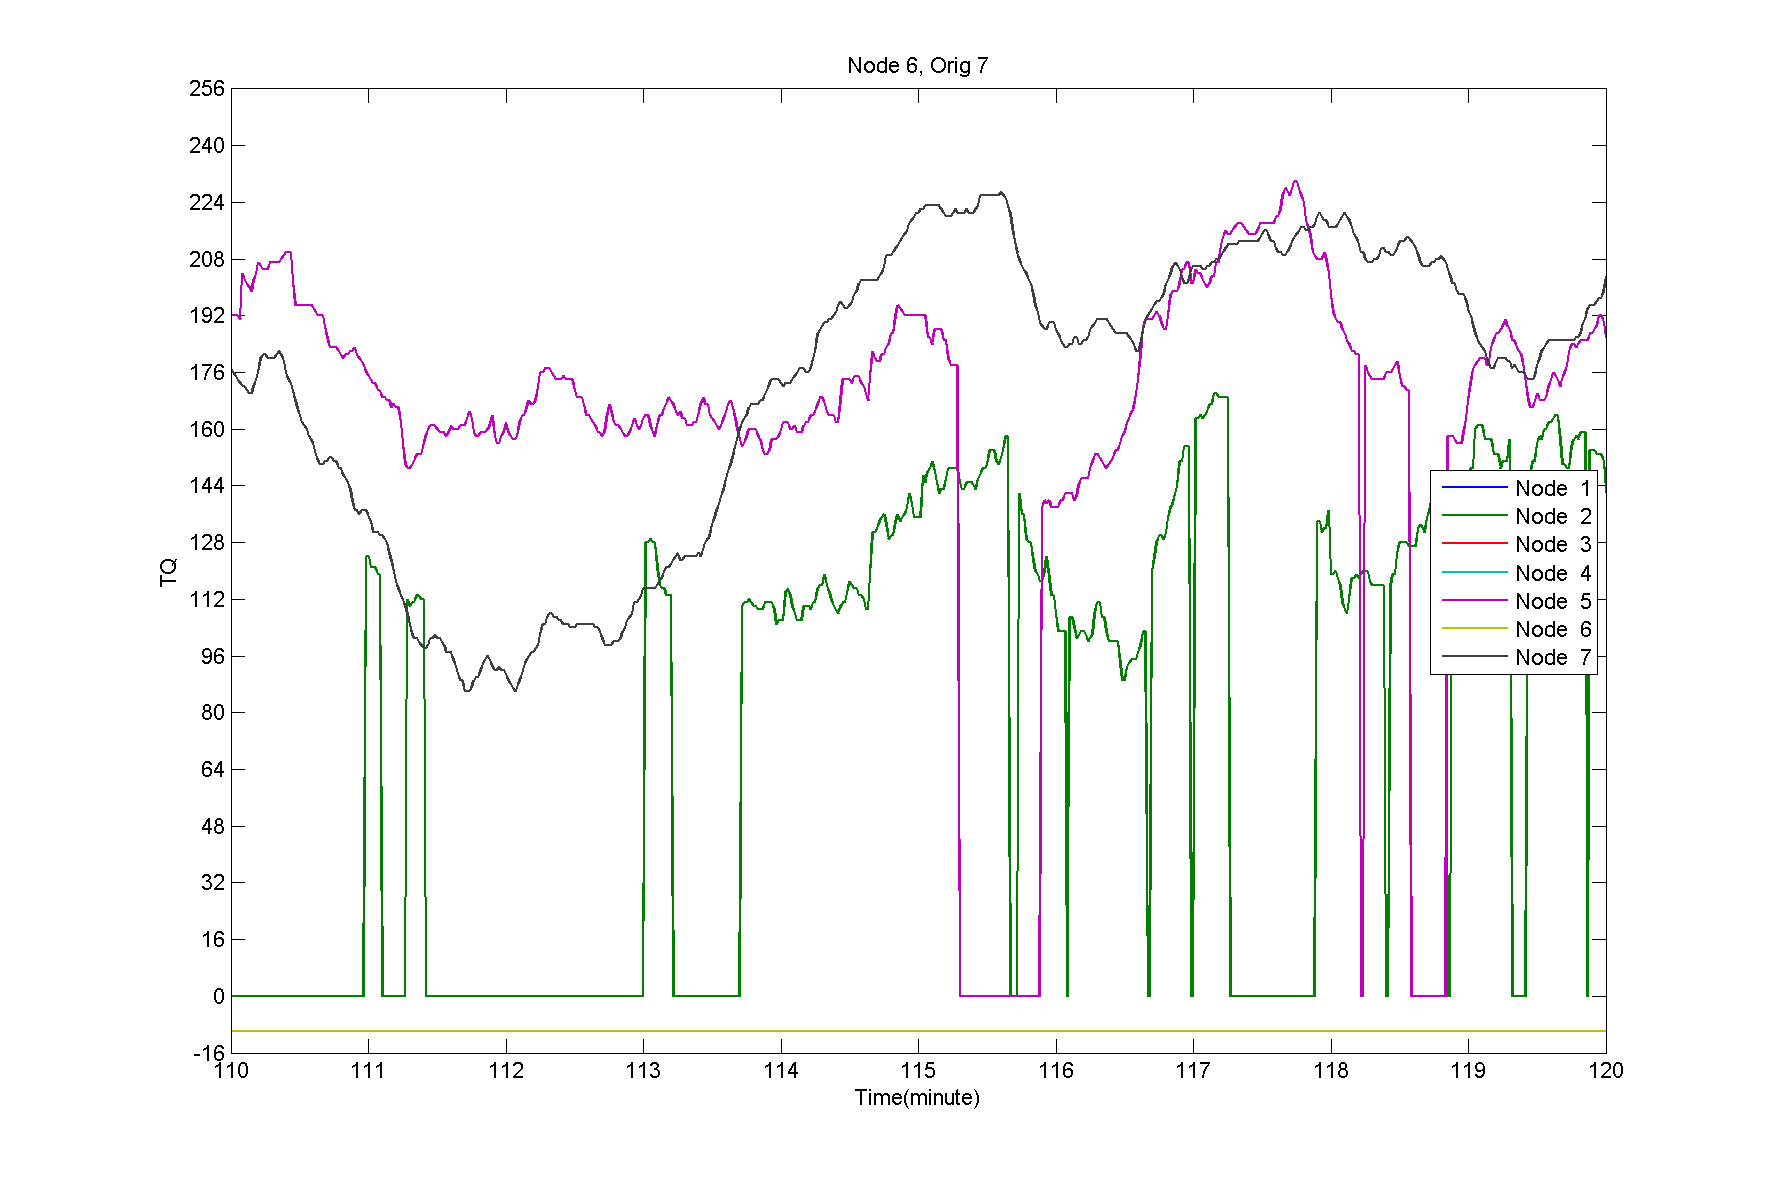 Node 6, Orig 7
256
240
224
208
192
176
160
144
128
112
96
80
64
48
32
16
0
-16
TQ
Node 1
Node 2
Node 3
Node 4
Node 5
Node 6
Node 7
110 111 112 113 114 115 116 117 118 119 120
Time(minute)